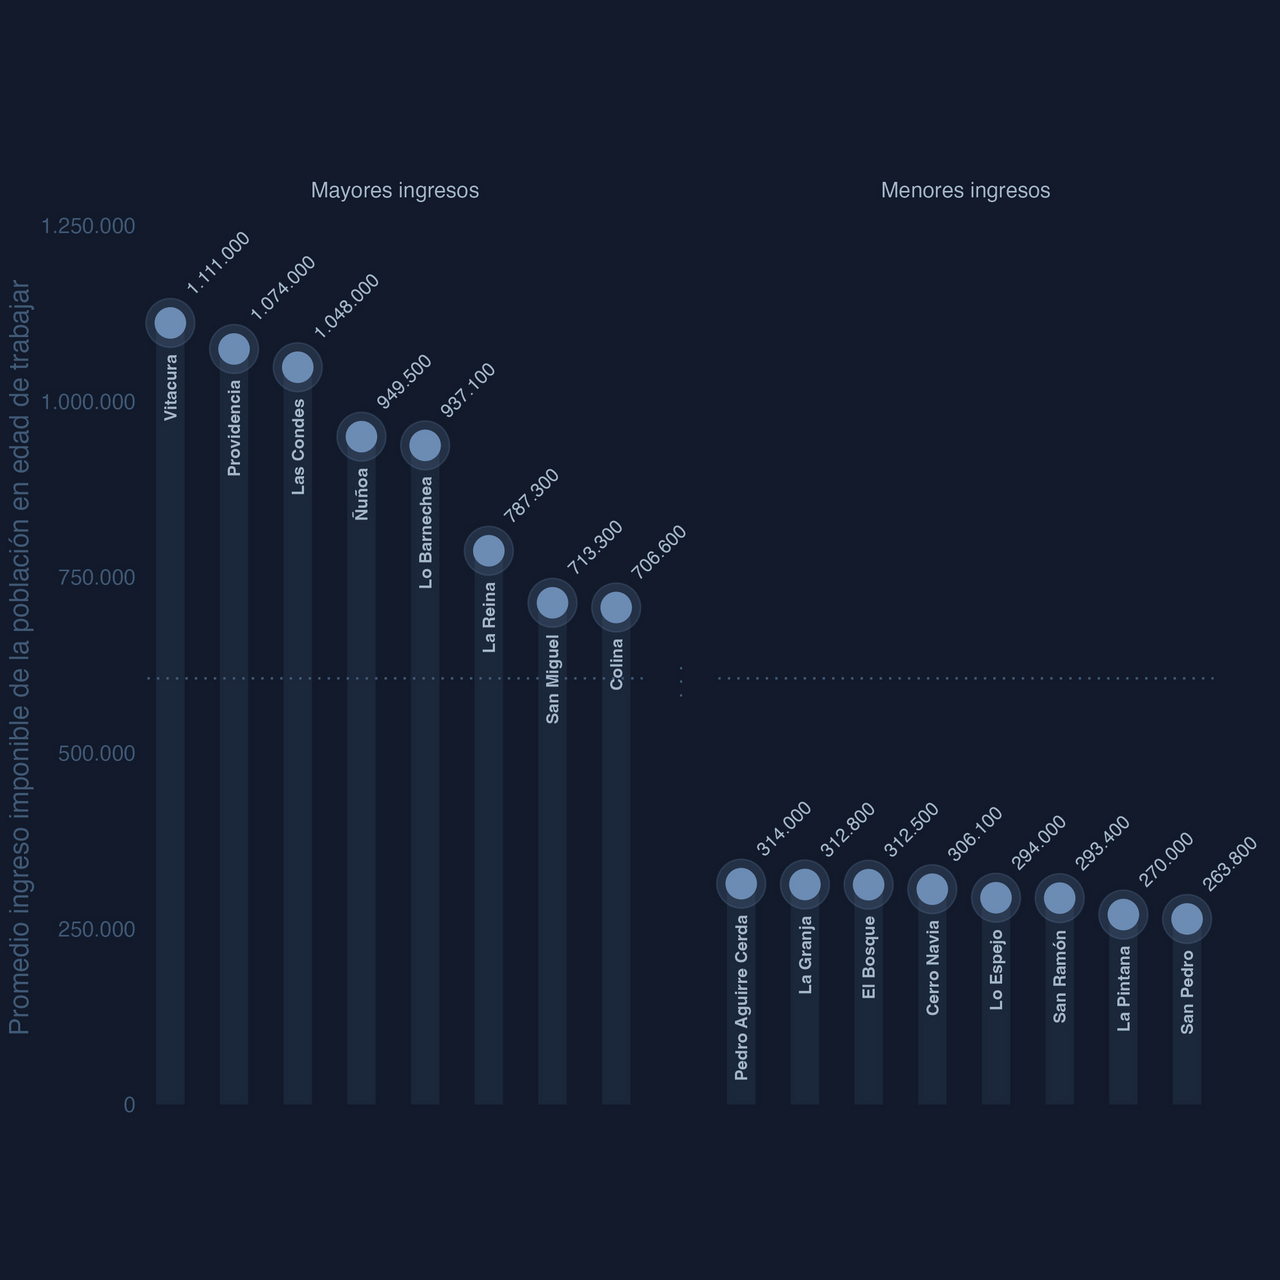 Mayores ingresos
Menores ingresos
Promedio ingreso imponible de la población en edad de trabajar
1.250.000
1.000.000
750.000
500.000
250.000
0
1.111.000
1.074.000
1.048.000
949.500
937.100
787.300
713.300
706.600
Vitacura
Providencia
Las Condes
Ñuñoa
Lo Barnechea
La Reina
San Miguel
Colina
314.000
312.800
312.500
306.100
294.000
293.400
270.000
263.800
Pedro Aguirre Cerda
La Granja
El Bosque
Cerro Navia
Lo Espejo
San Ramón
La Pintana
San Pedro